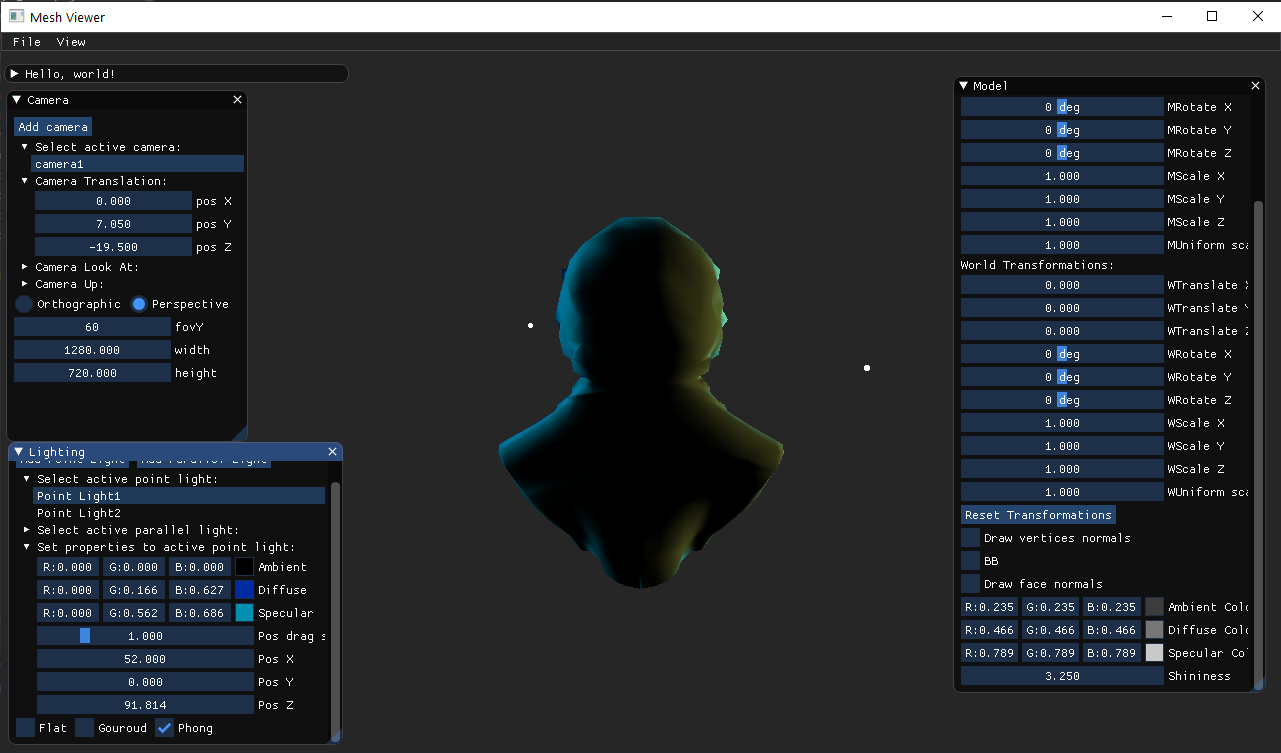 Mesh Viewer
File View
Hello, world!
Camera
Add camera
Select active camera:
camera1
Camera Translation:
0.000 pos X
7.050 pos Y
-19.500 pos Z
Camera Look At:
Camera Up:
Orthographic Perspective
60 fovY
1280.000 width
720.000 height
Lighting
Add Point Light Add Parallel Light
Select active point light:
Point Light1
Point Light2
Select active parallel light:
Set properties to active point light:
R:0.000 G:0.000 B:0.000 Ambient
R:0.000 G:0.166 B:0.627 Diffuse
R:0.000 G:0.562 B:0.686 Specular
1.000 Pos drag s
52.000 Pos X
0.000 Pos Y
91.814 Pos Z
Flat Gouroud Phong
Model
0 deg MRotate X
0 deg MRotate Y
0 deg MRotate Z
1.000 MScale X
1.000 MScale Y
1.000 MScale Z
1.000 MUniform sca
World Transformations:
0.000 WTranslate X
0.000 WTranslate Y
0.000 WTranslate Z
0 deg WRotate X
0 deg WRotate Y
0 deg WRotate Z
1.000 WScale X
1.000 WScale Y
1.000 WScale Z
1.000 WUniform sca
Reset Transformations
Draw vertices normals
BB
Draw face normals
R:0.235 G:0.235 B:0.235 Ambient Colo
R:0.466 G:0.466 B:0.466 Diffuse Colo
R:0.789 G:0.789 B:0.789 Specular Co
3.250 Shininess